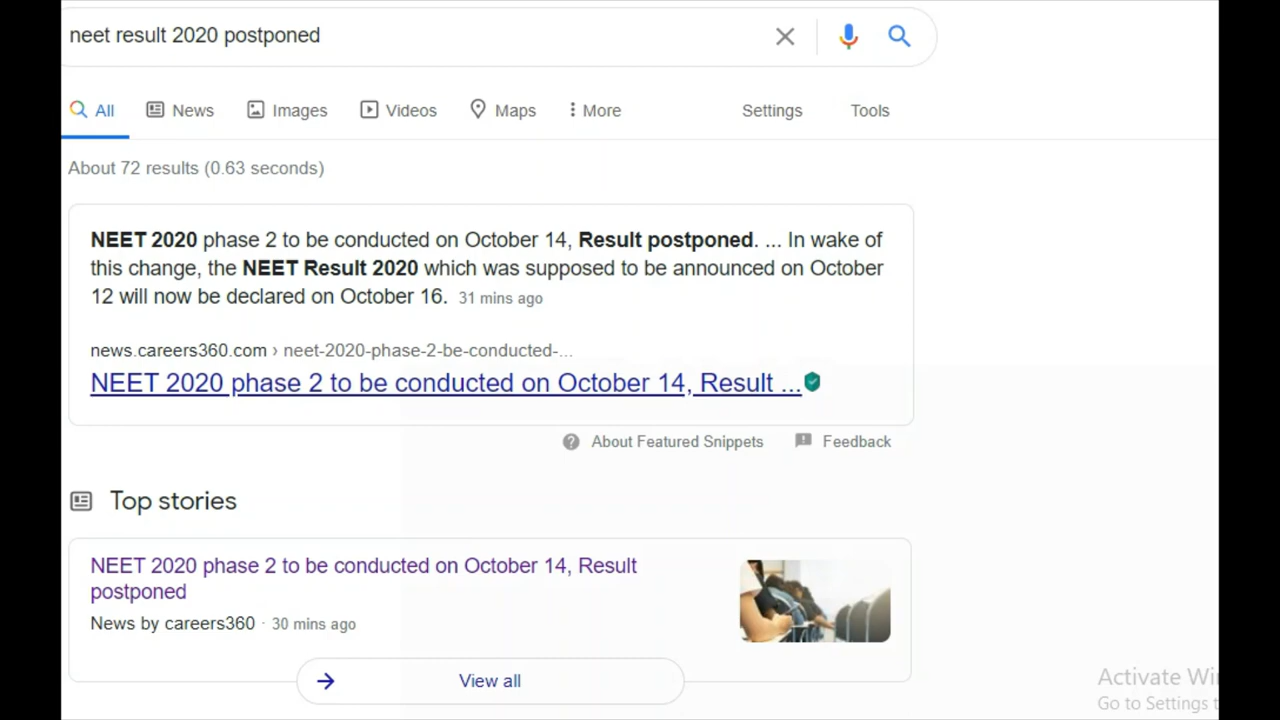 neet result 2020 postponed
All News Images Videos Maps More Settings Tools
About 72 results (0.63 seconds)
NEET 2020 phase 2 to be conducted on October 14, Result postponed. ... In wake of
this change, the NEET Result 2020 which was supposed to be announced on October
12 will now be declared on October 16. 31 mins ago
news.careers360.com › neet-2020-phase-2-be-conducted-...
NEET 2020 phase 2 to be conducted on October 14, Result ...
About Featured Snippets Feedback
Top stories
NEET 2020 phase 2 to be conducted on October 14, Result
postponed
News by careers360 · 30 mins ago
View all
Activate Wi
Go to Settings t